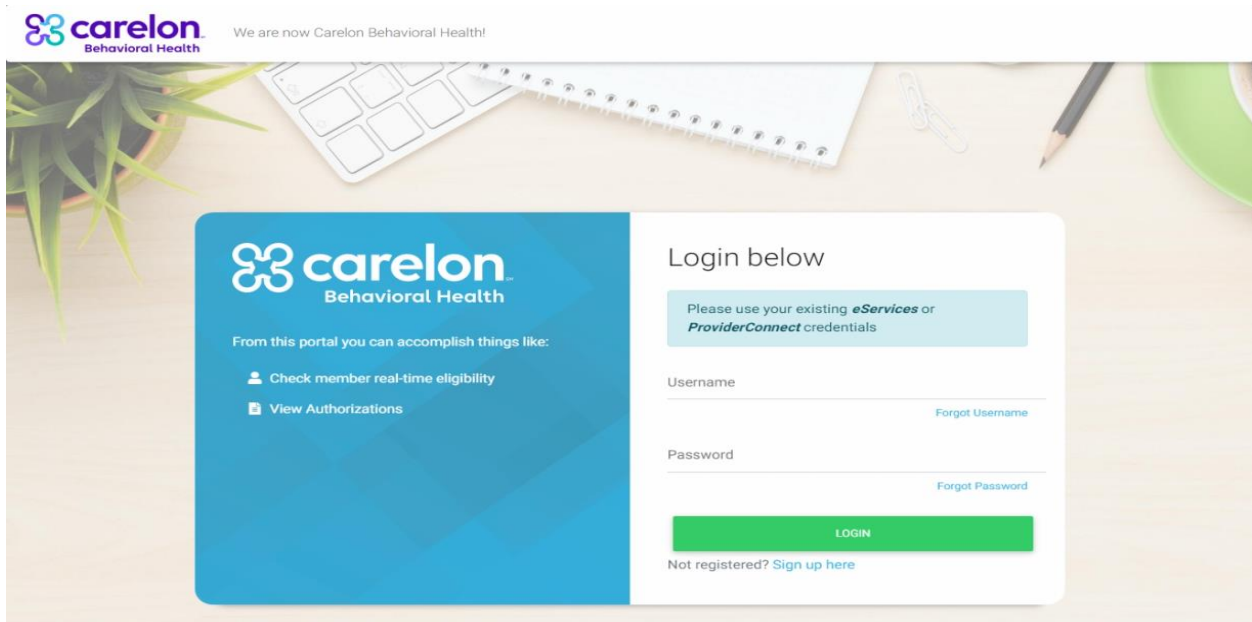 carelon
Behavioral Health
We are now Carelon Behavioral Health!
carelon
Behavioral Health
From this portal you can accomplish things like:
Check member real-time eligibility
View Authorizations
Login below
Please use your existing eServices or
ProviderConnect credentials
Username
Forgot Username
Password
Forgot Password
LOGIN
Not registered? Sign up here